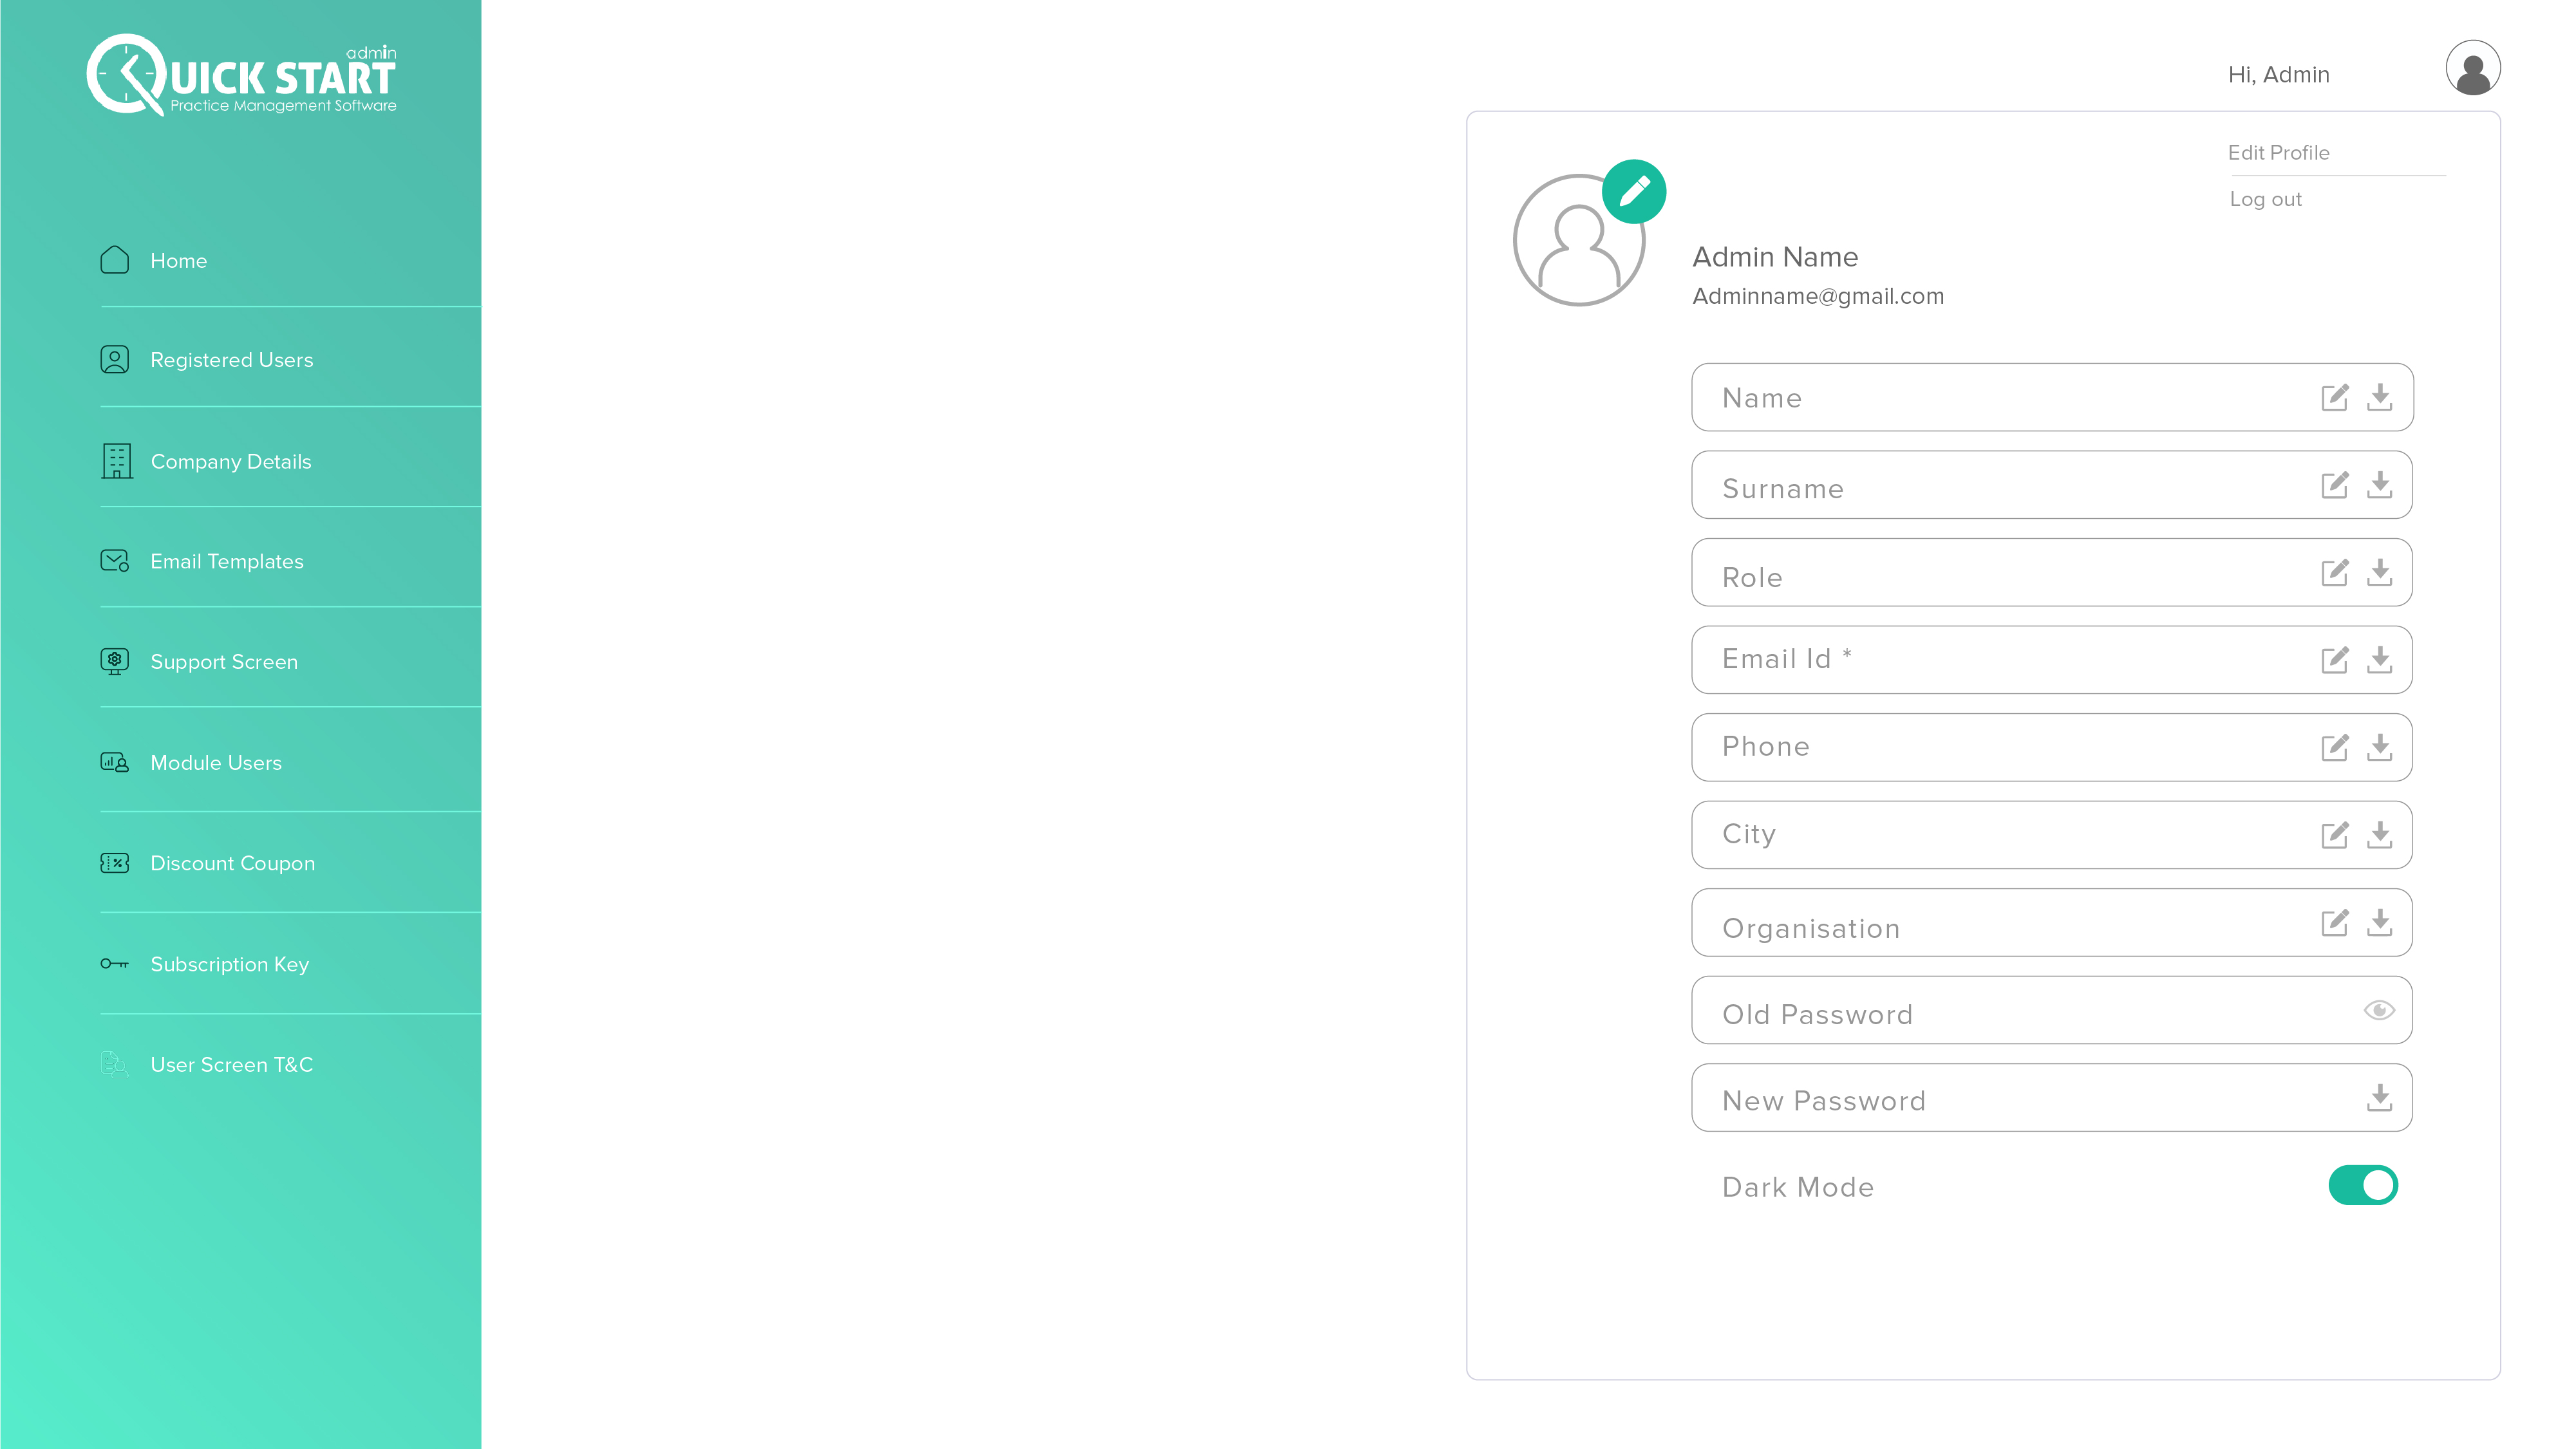 admin
QUICK START
Practice Management Software
Home
Registered Users
Company Details
Email Templates
Support Screen
Module Users
Discount Coupon
Subscription Key
User Screen T&C
Hi, Admin
Edit Profile
Log out
Admin Name
Adminname@gmail.com
Name
Surname
Role
Email Id *
Phone
City
Organisation
Old Password
New Password
Dark Mode